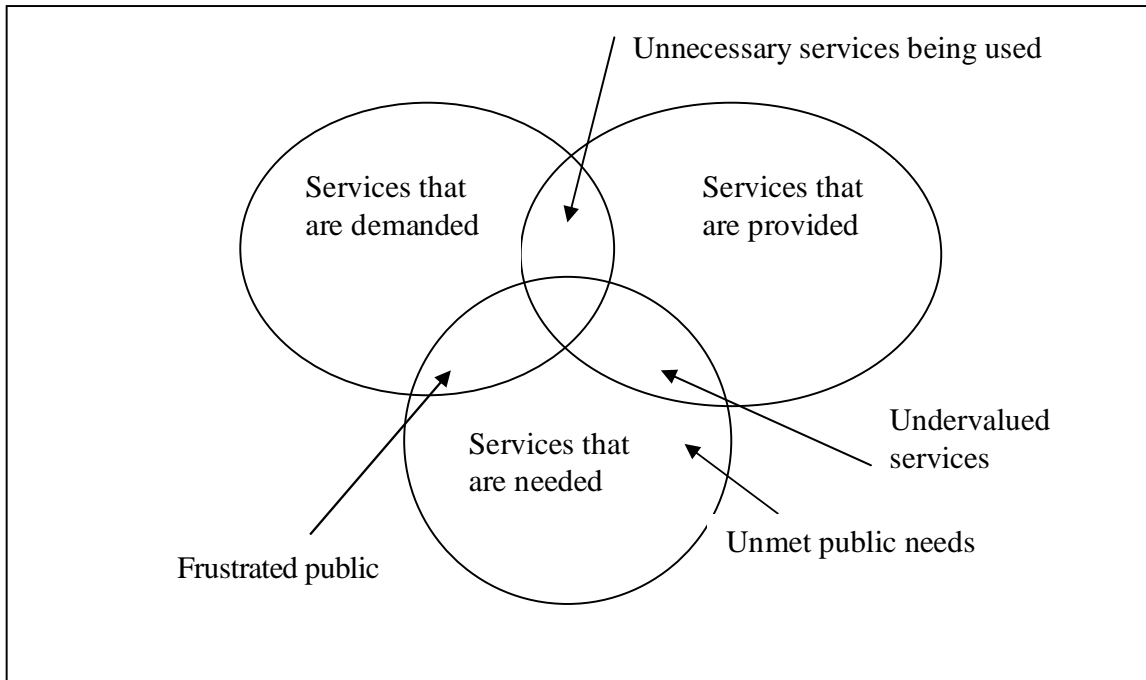 Unnecessary services being used
Services that
are demanded
Services that
are provided
Services that
are needed
Undervalued
services
Unmet public needs
Frustrated public